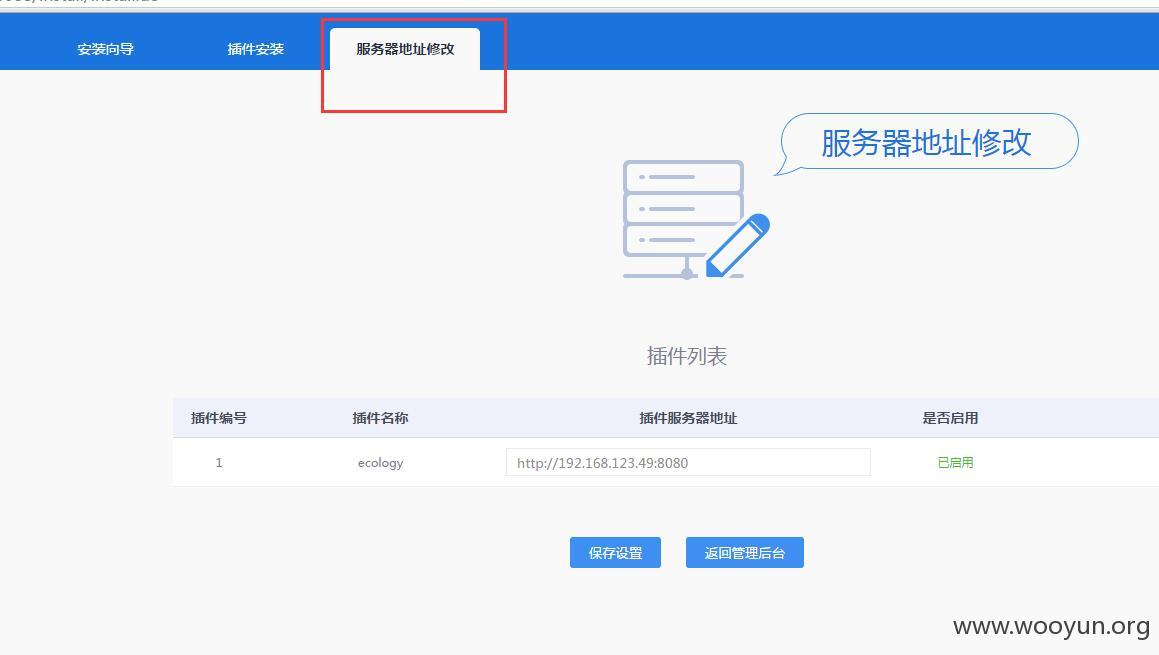 安装向导
插件安装
服务器地址修改
服务器地址修改
插件列表
插件编号 插件名称 插件服务器地址 是否启用
1 ecology http://192.168.123.49:8080 已启用
保存设置 返回管理后台
www.wooyun.org